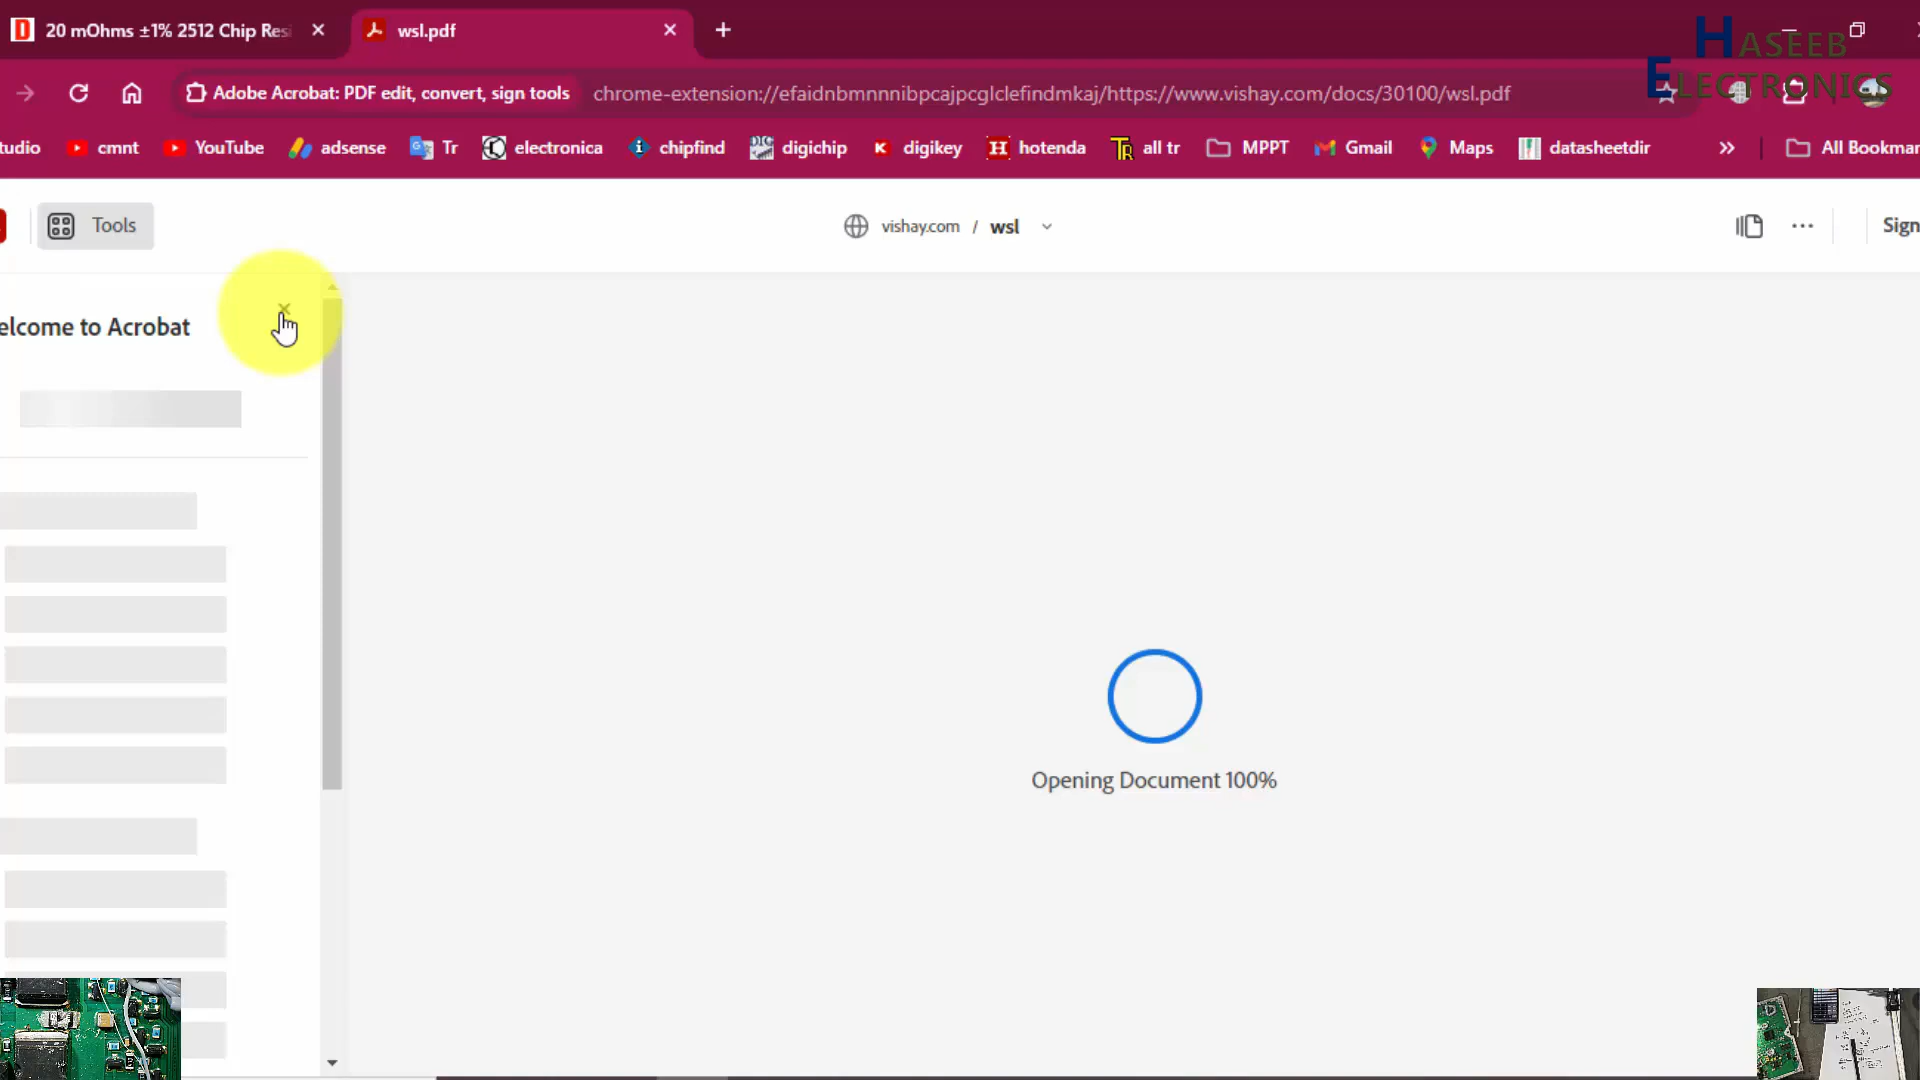 20 mOhms ±1% 2512 Chip Res
wsl.pdf
HASEEB
ELECTRONICS
Adobe Acrobat: PDF edit, convert, sign tools
chrome-extension://efaidnbmnnnibpcajpcglclefindmkaj/https://www.vishay.com/docs/30100/wsl.pdf
tudio
cmnt
YouTube
adsense
Tr
electronica
chipfind
digichip
digikey
hotenda
all tr
MPPT
Gmail
Maps
datasheetdir
All Bookmar
Tools
vishay.com / wsl
Sign
elcome to Acrobat
Opening Document 100%